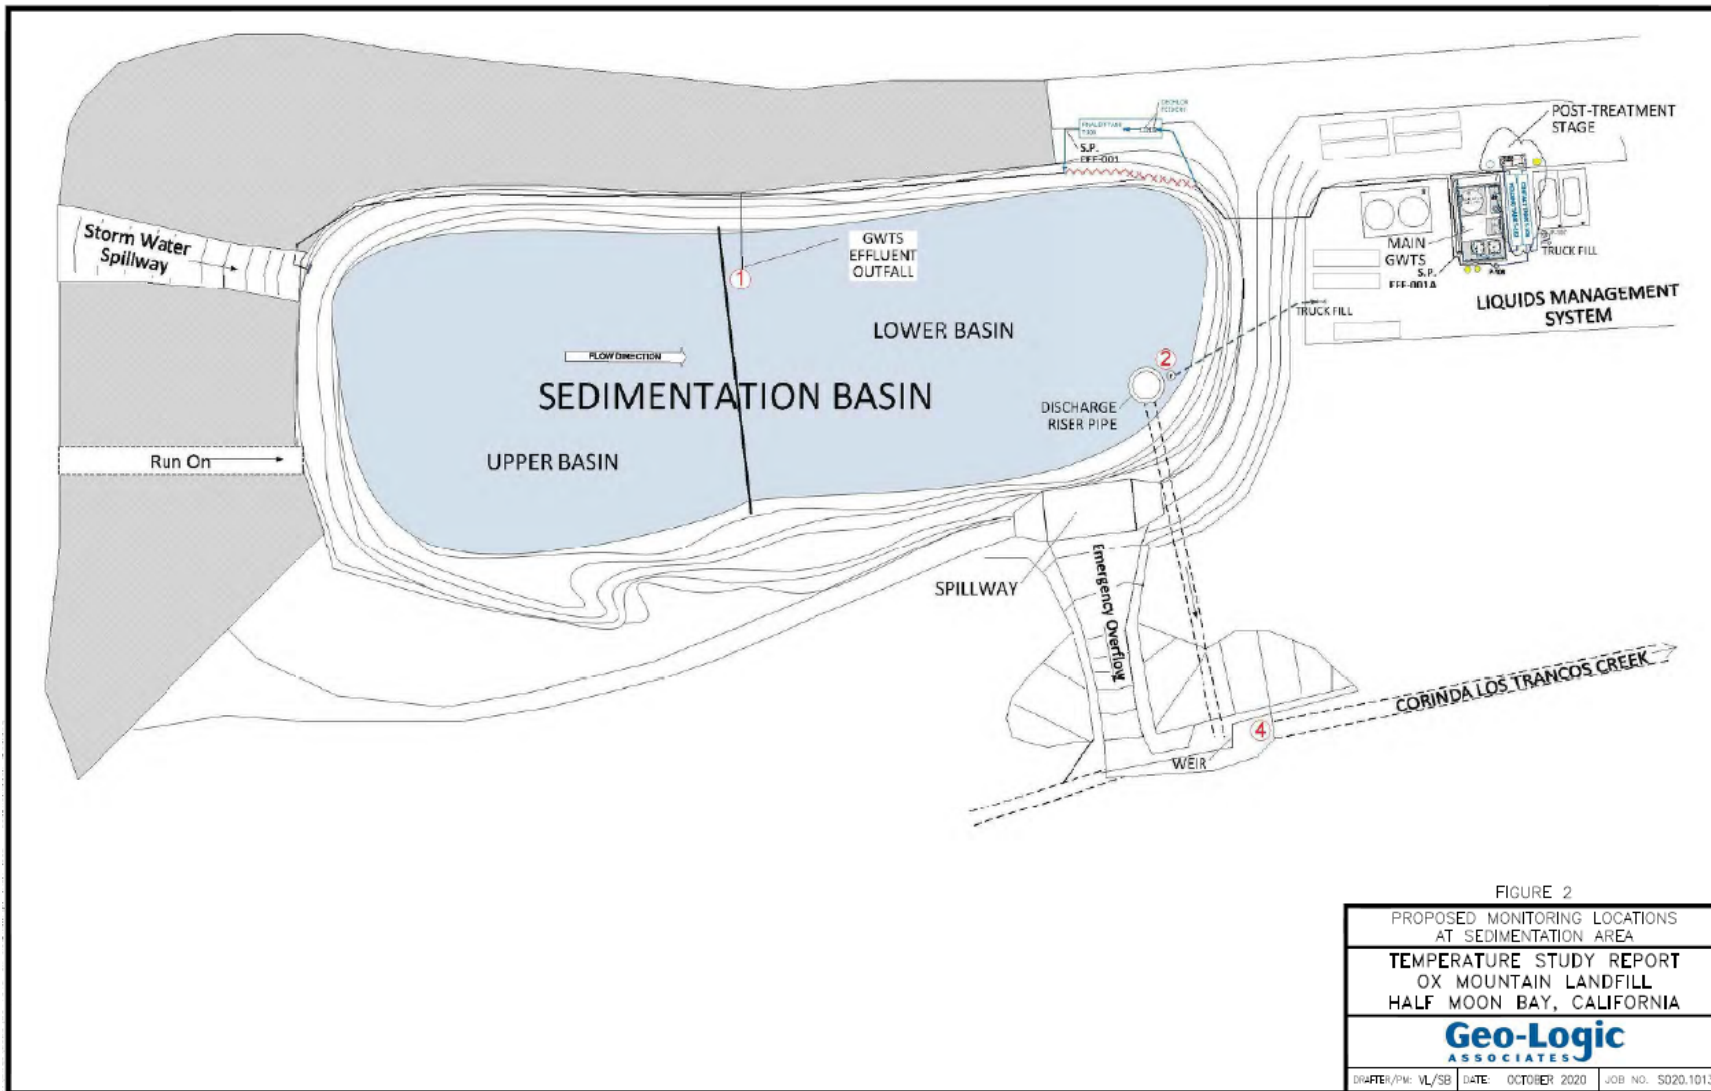 POST-TREATMENT
STAGE
S.P.
EFF-001
Storm Water
Spillway
GWTS
EFFLUENT
OUTFALL
1
MAIN
GWTS
S.P.
EFF-001A
TRUCK FILL
LIQUIDS MANAGEMENT
SYSTEM
TRUCK FILL
LOWER BASIN
FLOW DIRECTION
2
SEDIMENTATION BASIN
DISCHARGE
RISER PIPE
Run On
UPPER BASIN
SPILLWAY
Emergency Overflow
CORINDA LOS TRANCOS CREEK
4
WEIR
FIGURE 2
PROPOSED MONITORING LOCATIONS
AT SEDIMENTATION AREA
TEMPERATURE STUDY REPORT
OX MOUNTAIN LANDFILL
HALF MOON BAY, CALIFORNIA
Geo-Logic
ASSOCIATES
DRAFTER/PM: VL/SB DATE: OCTOBER 2020 JOB NO. SO20.1013